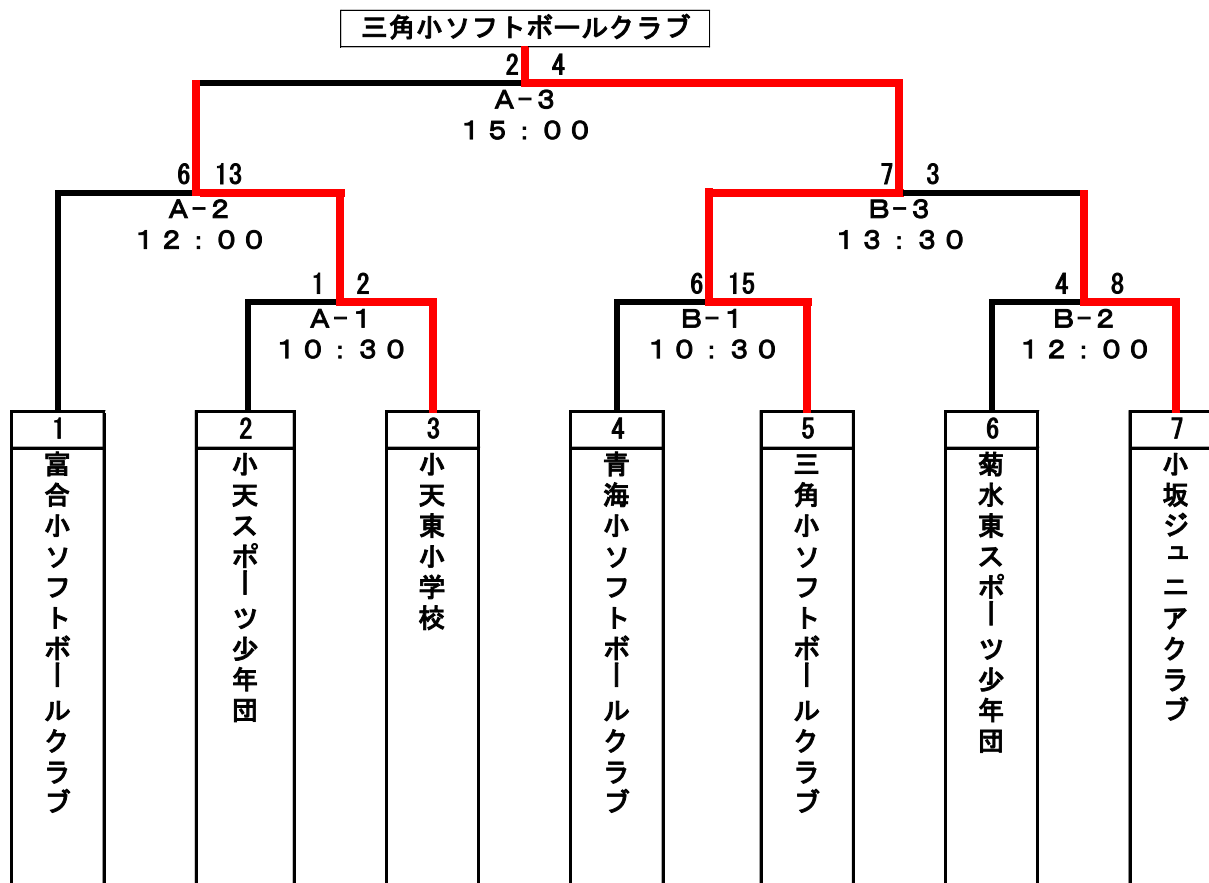 三角小ソフトボールクラブ
2 4
A-3
15:00
6 13
A-2
12:00
7 3
B-3
13:30
1 2
A-1
10:30
6 15
B-1
10:30
4 8
B-2
12:00
1
富合小ソフトボールクラブ
2
小天スポーツ少年団
3
小天東小学校
4
青海小ソフトボールクラブ
5
三角小ソフトボールクラブ
6
菊水東スポーツ少年団
7
小坂ジュニアクラブ